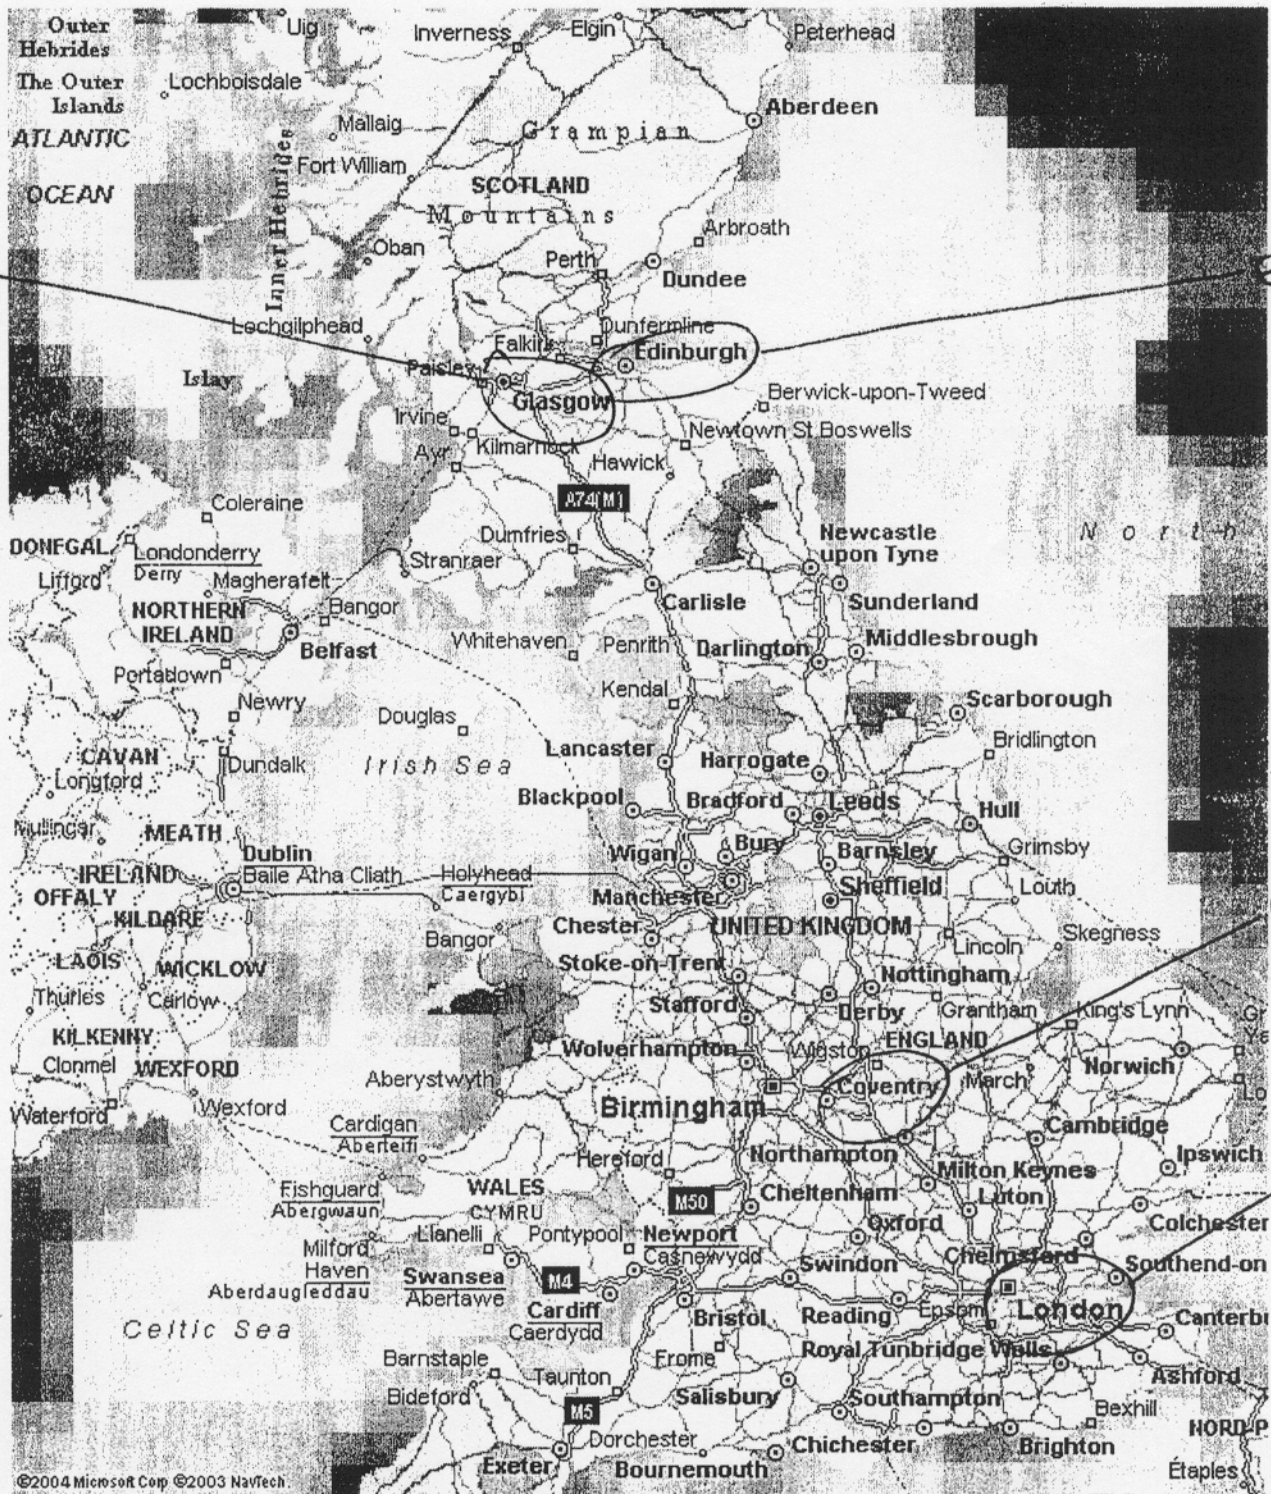 Outer
Hebrides
Uig
Inverness
Elgin
Peterhead
The Outer
Islands
Lochboisdale
ATLANTIC
OCEAN
Mallaig
Aberdeen
Grampian
Fort William
SCOTLAND
Mountains
Inner Hebrides
Oban
Arbroath
Perth
Dundee
Lochgilphead
Dunfermline
Falkirk
Edinburgh
Islay
Paisley
Glasgow
Berwick-upon-Tweed
Irvine
Kilmarnock
Newtown St Boswells
Ayr
Hawick
A74(M)
Coleraine
DONEGAL
Londonderry
Derry
Dumfries
Newcastle
upon Tyne
North
Lifford
Magherafelt
Stranraer
Carlisle
Sunderland
NORTHERN
IRELAND
Bangor
Belfast
Whitehaven
Penrith
Darlington
Middlesbrough
Portadown
Kendal
Newry
Douglas
Scarborough
CAVAN
Longford
Dundalk
Irish Sea
Lancaster
Harrogate
Bridlington
Blackpool
Bradford
Leeds
Hull
Mullingar
MEATH
Wigan
Bury
Barnsley
Grimsby
Dublin
Baile Atha Cliath
IRELAND
Holyhead
Caergybi
Manchester
Sheffield
Louth
OFFALY
KILDARE
Chester
UNITED KINGDOM
Bangor
Lincoln
Skegness
LAOIS
WICKLOW
Stoke-on-Trent
Nottingham
Thurles
Carlow
Stafford
Derby
Grantham
King's Lynn
Gr
KILKENNY
Wolverhampton
Wigston
ENGLAND
Norwich
Ya
Clonmel
WEXFORD
Aberystwyth
Coventry
March
Lo
Waterford
Wexford
Birmingham
Cardigan
Aberteifi
Cambridge
Hereford
Northampton
Milton Keynes
Ipswich
Fishguard
Abergwaun
WALES
CYMRU
M50
Cheltenham
Luton
Colchester
Milford
Haven
Aberdaugleddau
Llanelli
Pontypool
Newport
Casnewydd
Oxford
Chelmsford
Southend-on
Swansea
Abertawe
M4
Swindon
Cardiff
Caerdydd
Bristol
Reading
Epsom
London
Canterbu
Celtic Sea
Frome
Royal Tunbridge Wells
Ashford
Barnstaple
Taunton
Bideford
Salisbury
Southampton
Bexhill
M5
NORD-P
Dorchester
Exeter
Bournemouth
Chichester
Brighton
Étaples
©2004 Microsoft Corp ©2003 NavTech.